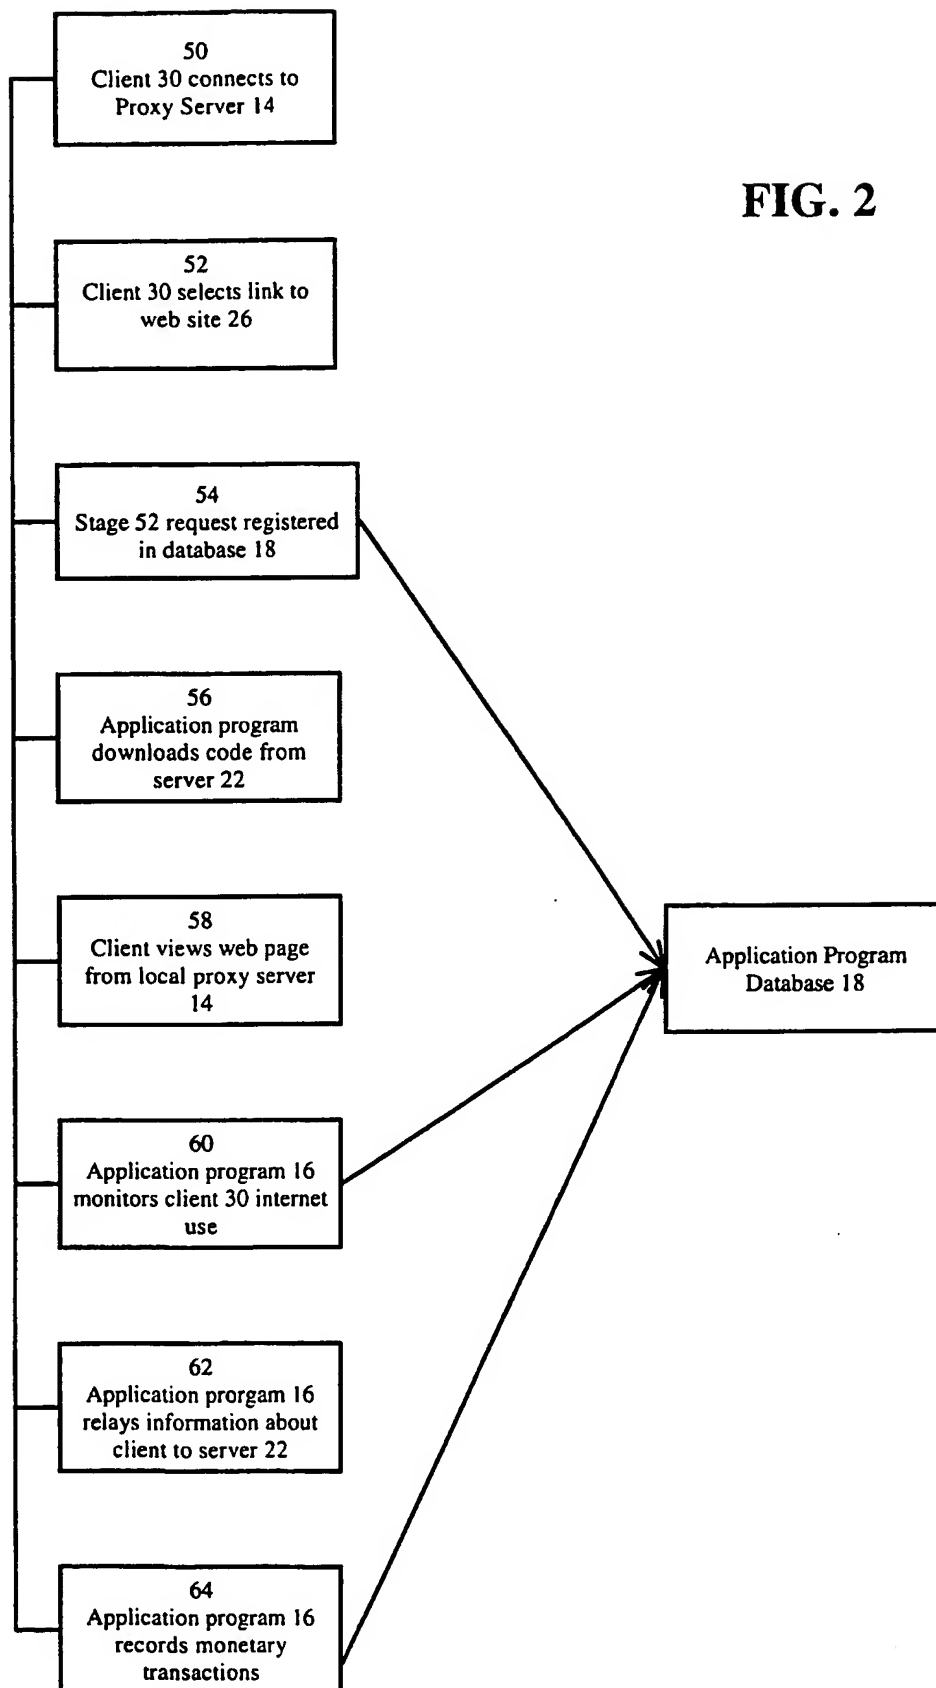 50
Client 30 connects to
Proxy Server 14
FIG. 2
52
Client 30 selects link to
web site 26
54
Stage 52 request registered
in database 18
56
Application program
downloads code from
server 22
58
Client views web page
from local proxy server
14
Application Program
Database 18
60
Application program 16
monitors client 30 internet
use
62
Application prorgam 16
relays information about
client to server 22
64
Application program 16
records monetary
transactions